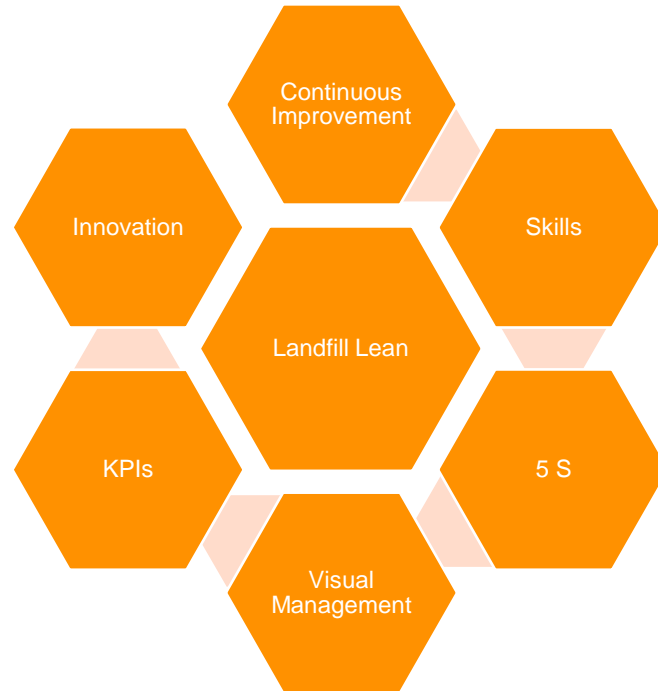 Continuous
Improvement
Innovation
Skills
Landfill Lean
KPIs
5 S
Visual
Management